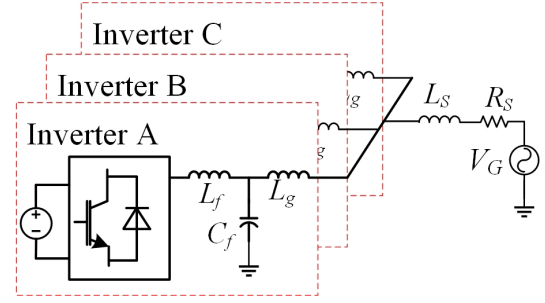 Inverter C
Inverter B
Inverter A
g
g
L_S
R_S
V_G
L_f
L_g
C_f
+
−